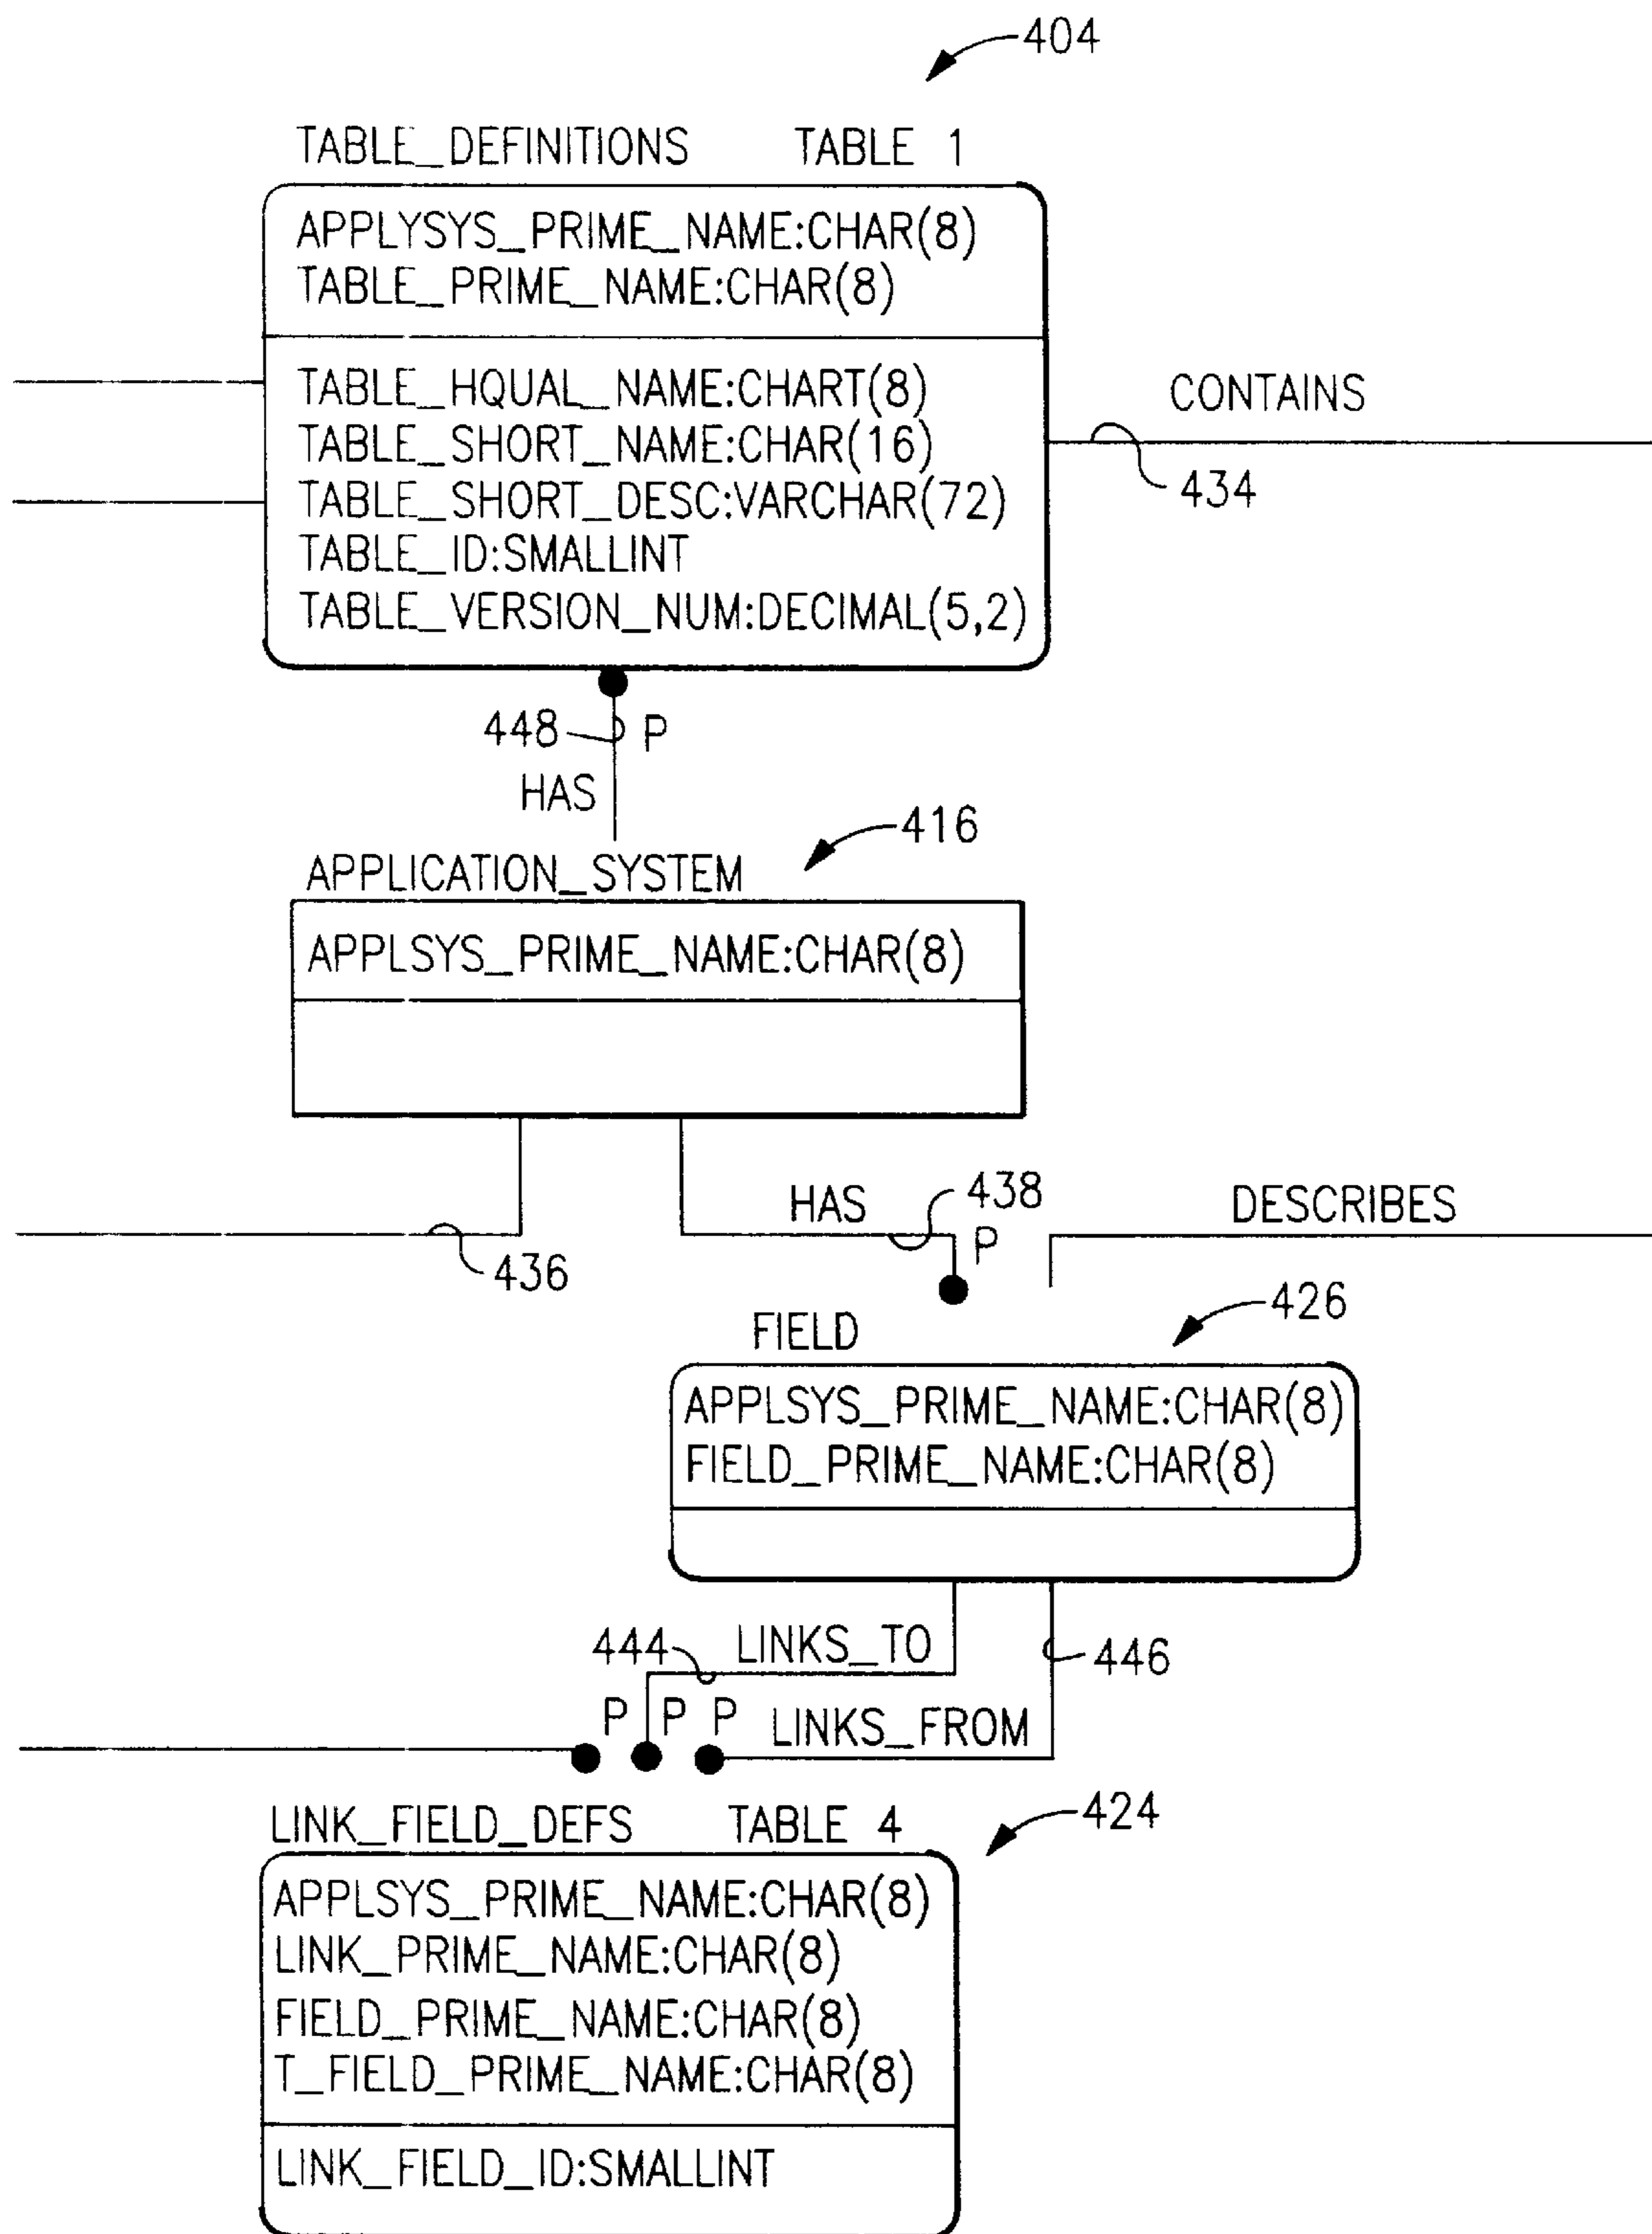 404
TABLE_DEFINITIONS TABLE 1
APPLYSYS_PRIME_NAME:CHAR(8)
TABLE_PRIME_NAME:CHAR(8)
TABLE_HQUAL_NAME:CHART(8)
TABLE_SHORT_NAME:CHAR(16)
TABLE_SHORT_DESC:VARCHAR(72)
TABLE_ID:SMALLINT
TABLE_VERSION_NUM:DECIMAL(5,2)
CONTAINS
434
448 P
HAS
416
APPLICATION_SYSTEM
APPLSYS_PRIME_NAME:CHAR(8)
HAS 438
P
DESCRIBES
436
426
FIELD
APPLSYS_PRIME_NAME:CHAR(8)
FIELD_PRIME_NAME:CHAR(8)
444 LINKS_TO
446
P P P LINKS_FROM
LINK_FIELD_DEFS TABLE 4
424
APPLSYS_PRIME_NAME:CHAR(8)
LINK_PRIME_NAME:CHAR(8)
FIELD_PRIME_NAME:CHAR(8)
T_FIELD_PRIME_NAME:CHAR(8)
LINK_FIELD_ID:SMALLINT